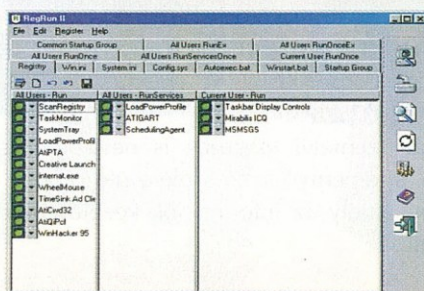 RegRun II
File Edit Register Help
Common Startup Group All Users RunEx All Users RunOnceEx
All Users RunOnce All Users RunServicesOnce Current User RunOnce
Registry Win.ini System.ini Config.sys Autoexec.bat Winstart.bat Startup Group
All Users - Run All Users - RunServices Current User - Run
ScanRegistry LoadPowerProfile Taskbar Display Controls
TaskMonitor ATIGART Mirabilis ICQ
SystemTray SchedulingAgent MSMSGS
LoadPowerProfile
AtiPTA
Creative Launch
internat.exe
WheelMouse
TimeSink Ad Clie
AtiCwd32
AtiQiPcl
WinHacker 95